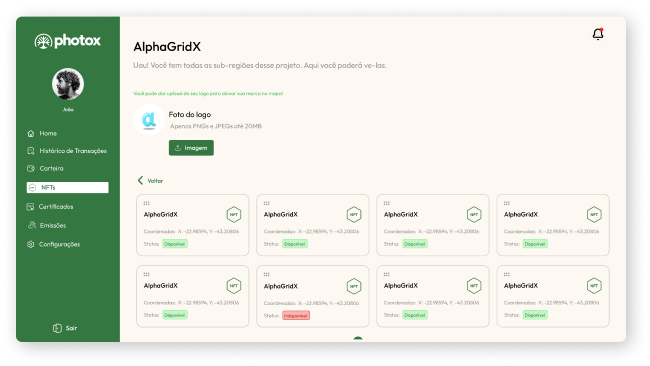 photox
João
Home
Histórico de Transações
Carteira
NFTs
Certificados
Emissões
Configurações
Sair
AlphaGridX
Uau! Você tem todas as sub-regiões desse projeto. Aqui você poderá ve-las.
Você pode dar upload do seu logo para deixar sua marca no mapa!
Foto do logo
Apenas PNGs e JPEGs até 20MB.
Imagem
Voltar
AlphaGridX
NFT
Coordenadas: X: -22.98594, Y: -43.20806
Status: Disponível
AlphaGridX
NFT
Coordenadas: X: -22.98594, Y: -43.20806
Status: Disponível
AlphaGridX
NFT
Coordenadas: X: -22.98594, Y: -43.20806
Status: Disponível
AlphaGridX
NFT
Coordenadas: X: -22.98594, Y: -43.20806
Status: Disponível
AlphaGridX
NFT
Coordenadas: X: -22.98594, Y: -43.20806
Status: Disponível
AlphaGridX
NFT
Coordenadas: X: -22.98594, Y: -43.20806
Status: Indisponível
AlphaGridX
NFT
Coordenadas: X: -22.98594, Y: -43.20806
Status: Disponível
AlphaGridX
NFT
Coordenadas: X: -22.98594, Y: -43.20806
Status: Disponível